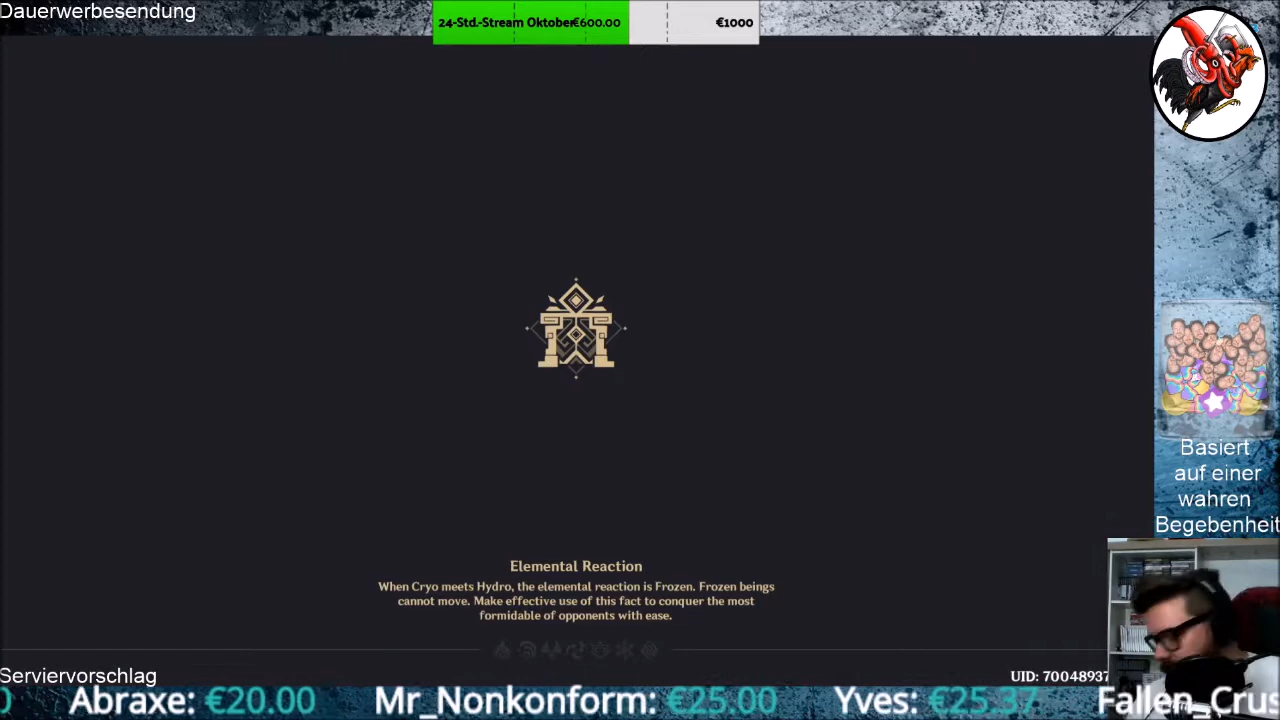 Dauerwerbesendung
24-Std.-Stream Oktober€600.00 €1000
Basiert
auf einer
wahren
Begebenheit
Elemental Reaction
When Cryo meets Hydro, the elemental reaction is Frozen. Frozen beings
cannot move. Make effective use of this fact to conquer the most
formidable of opponents with ease.
Serviervorschlag
UID: 70048937
0 Abraxe: €20.00 Mr_Nonkonform: €25.00 Yves: €25.37 Fallen_Crus